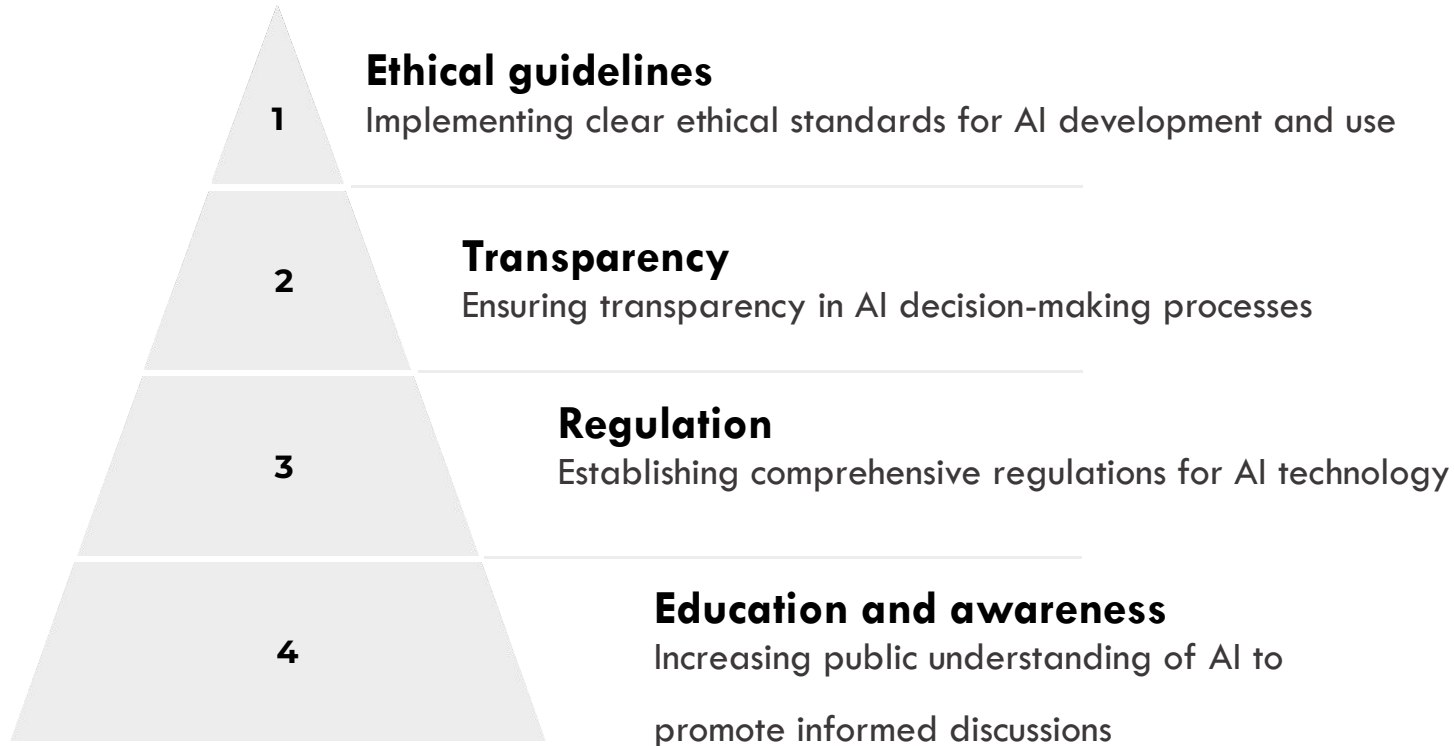 Ethical guidelines
1
Implementing clear ethical standards for AI development and use
Transparency
2
Ensuring transparency in AI decision-making processes
Regulation
3
Establishing comprehensive regulations for AI technology
Education and awareness
4
Increasing public understanding of AI to
promote informed discussions